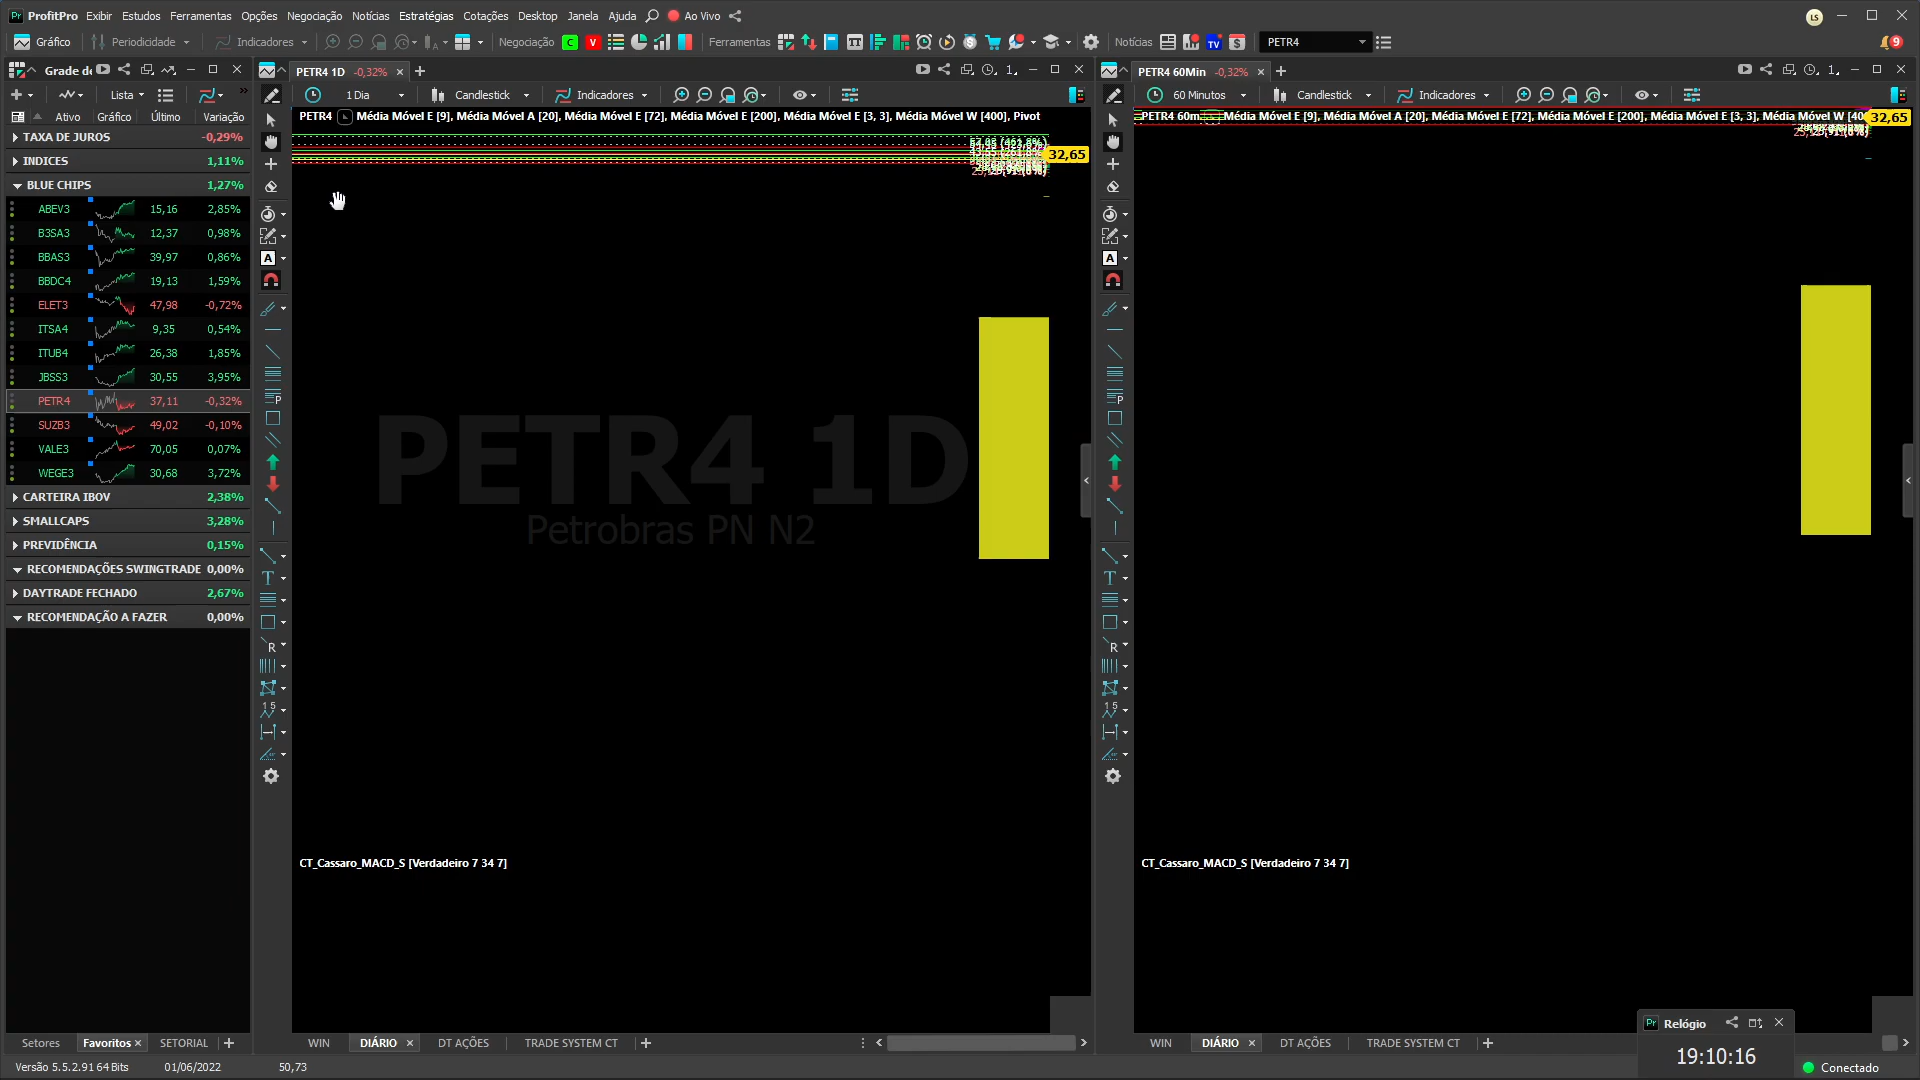 ProfitPro Exibir Estudos Ferramentas Opções Negociação Notícias Estratégias Cotações Desktop Janela Ajuda Ao Vivo LS
Gráfico Periodicidade Indicadores Negociação C V Ferramentas Notícias TV PETR4 9
Grade de
PETR4 1D -0,32%
PETR4 60Min -0,32%
Lista
1 Dia Candlestick Indicadores
60 Minutos Candlestick Indicadores
Ativo Gráfico Último Variação
PETR4 Média Móvel E [9], Média Móvel A [20], Média Móvel E [72], Média Móvel E [200], Média Móvel E [3, 3], Média Móvel W [400], Pivot
PETR4 60m Média Móvel E [9], Média Móvel A [20], Média Móvel E [72], Média Móvel E [200], Média Móvel E [3, 3], Média Móvel W
32,65
32,65
TAXA DE JUROS -0,29%
INDICES 1,11%
BLUE CHIPS 1,27%
ABEV3 15,16 2,85%
B3SA3 12,37 0,98%
BBAS3 39,97 0,86%
BBDC4 19,13 1,59%
ELET3 47,98 -0,72%
ITSA4 9,35 0,54%
ITUB4 26,38 1,85%
JBSS3 30,55 3,95%
PETR4 37,11 -0,32%
SUZB3 49,02 -0,10%
VALE3 70,05 0,07%
WEGE3 30,68 3,72%
CARTEIRA IBOV 2,38%
SMALLCAPS 3,28%
PREVIDÊNCIA 0,15%
RECOMENDAÇÕES SWINGTRADE 0,00%
DAYTRADE FECHADO 2,67%
RECOMENDAÇÃO A FAZER 0,00%
PETR4 1D
Petrobras PN N2
CT_Cassaro_MACD_S [Verdadeiro 7 34 7]
CT_Cassaro_MACD_S [Verdadeiro 7 34 7]
Relógio
19:10:16
Setores Favoritos SETORIAL
WIN DIÁRIO DT AÇÕES TRADE SYSTEM CT
WIN DIÁRIO DT AÇÕES TRADE SYSTEM CT
Versão 5.5.2.91 64 Bits 01/06/2022 50,73
Conectado